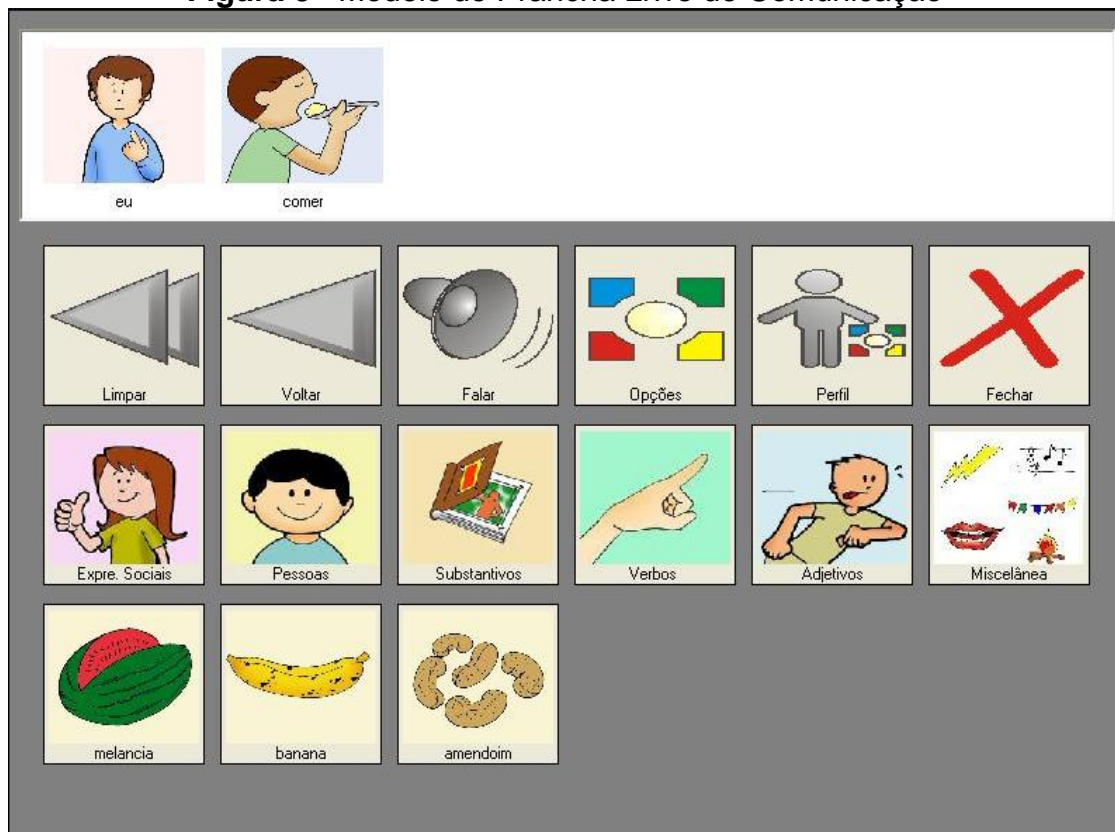 eu comer
Limpar Voltar Falar Opções Perfil Fechar
Expre. Sociais Pessoas Substantivos Verbos Adjetivos Miscelânea
melancia banana amendoim